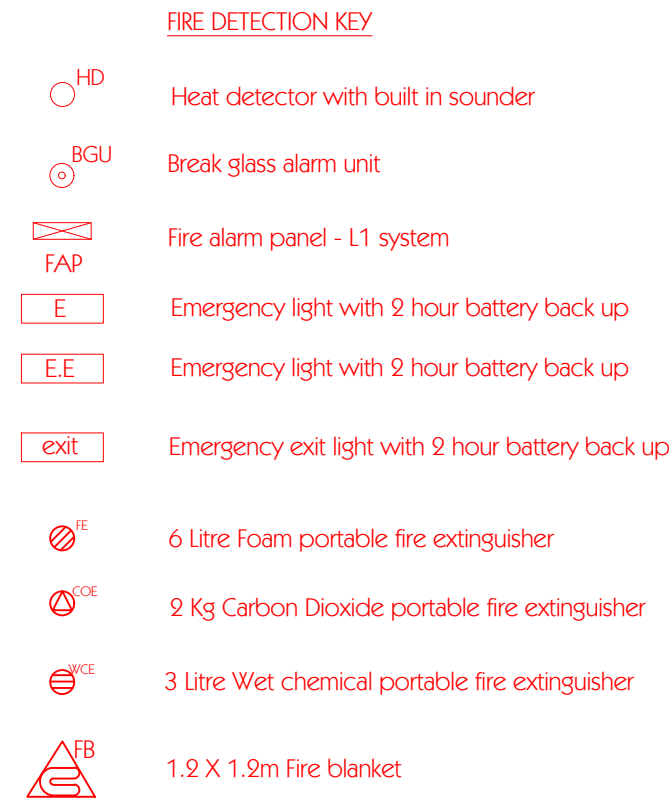 FIRE DETECTION KEY
HD
Heat detector with built in sounder
BGU
Break glass alarm unit
Fire alarm panel - L1 system
FAP
E
Emergency light with 2 hour battery back up
E.E
Emergency light with 2 hour battery back up
exit
Emergency exit light with 2 hour battery back up
FE
6 Litre Foam portable fire extinguisher
COE
2 Kg Carbon Dioxide portable fire extinguisher
WCE
3 Litre Wet chemical portable fire extinguisher
FB
1.2 X 1.2m Fire blanket